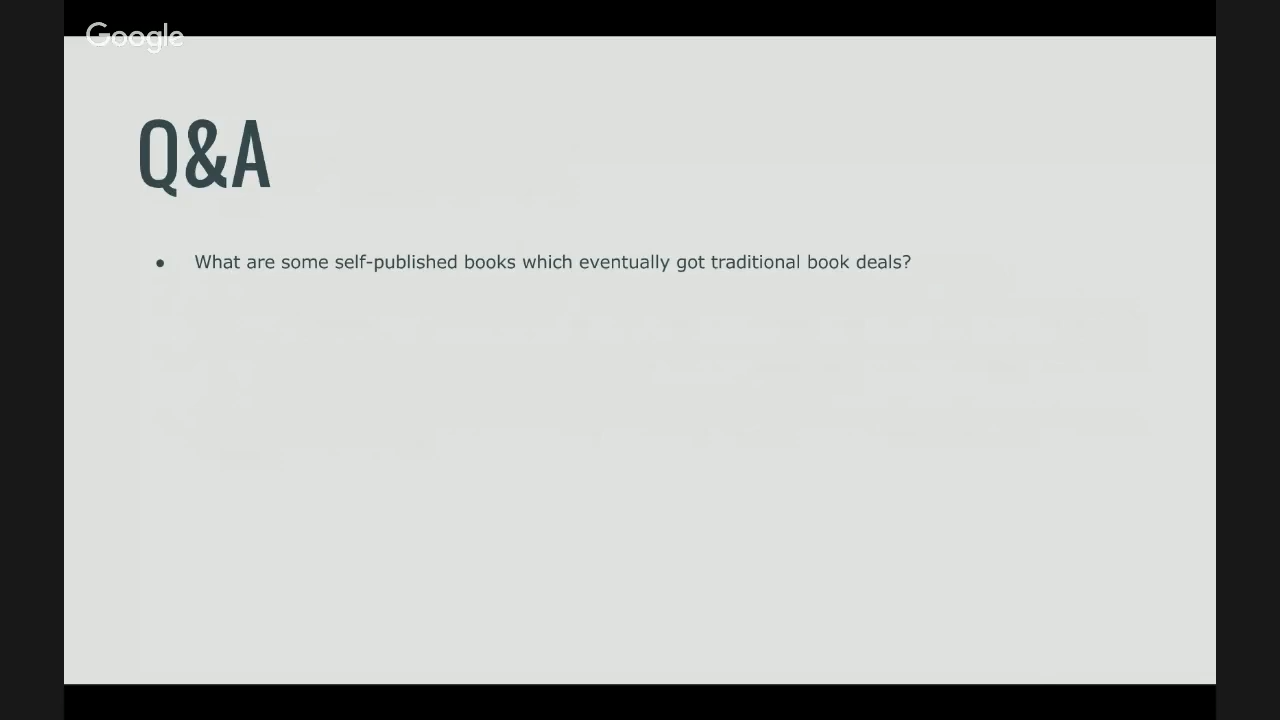 Google
Q&A
● What are some self-published books which eventually got traditional book deals?